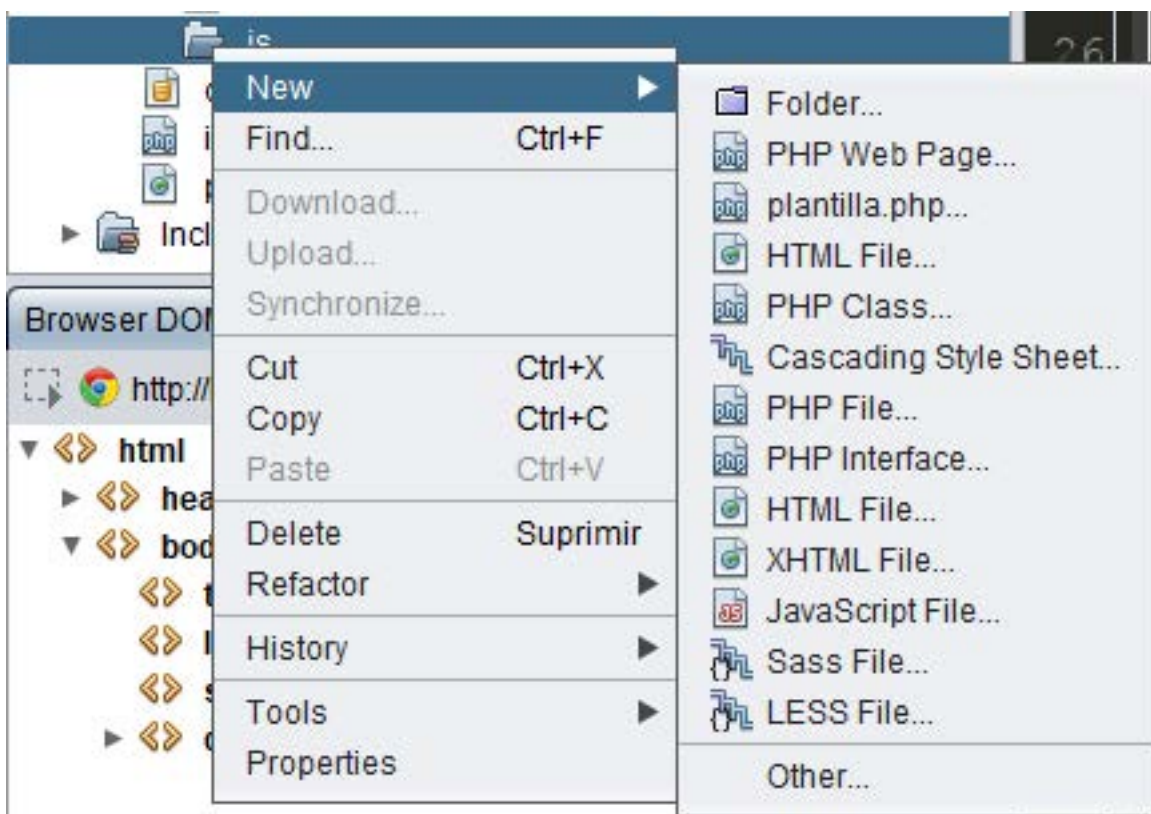 js
26
New
Find... Ctrl+F
Download...
Upload...
Synchronize...
Cut Ctrl+X
Copy Ctrl+C
Paste Ctrl+V
Delete Suprimir
Refactor
History
Tools
Properties
Folder...
PHP Web Page...
plantilla.php...
HTML File...
PHP Class...
Cascading Style Sheet...
PHP File...
PHP Interface...
HTML File...
XHTML File...
JavaScript File...
Sass File...
LESS File...
Other...
Incl
Browser DOM
http://
html
hea
bod